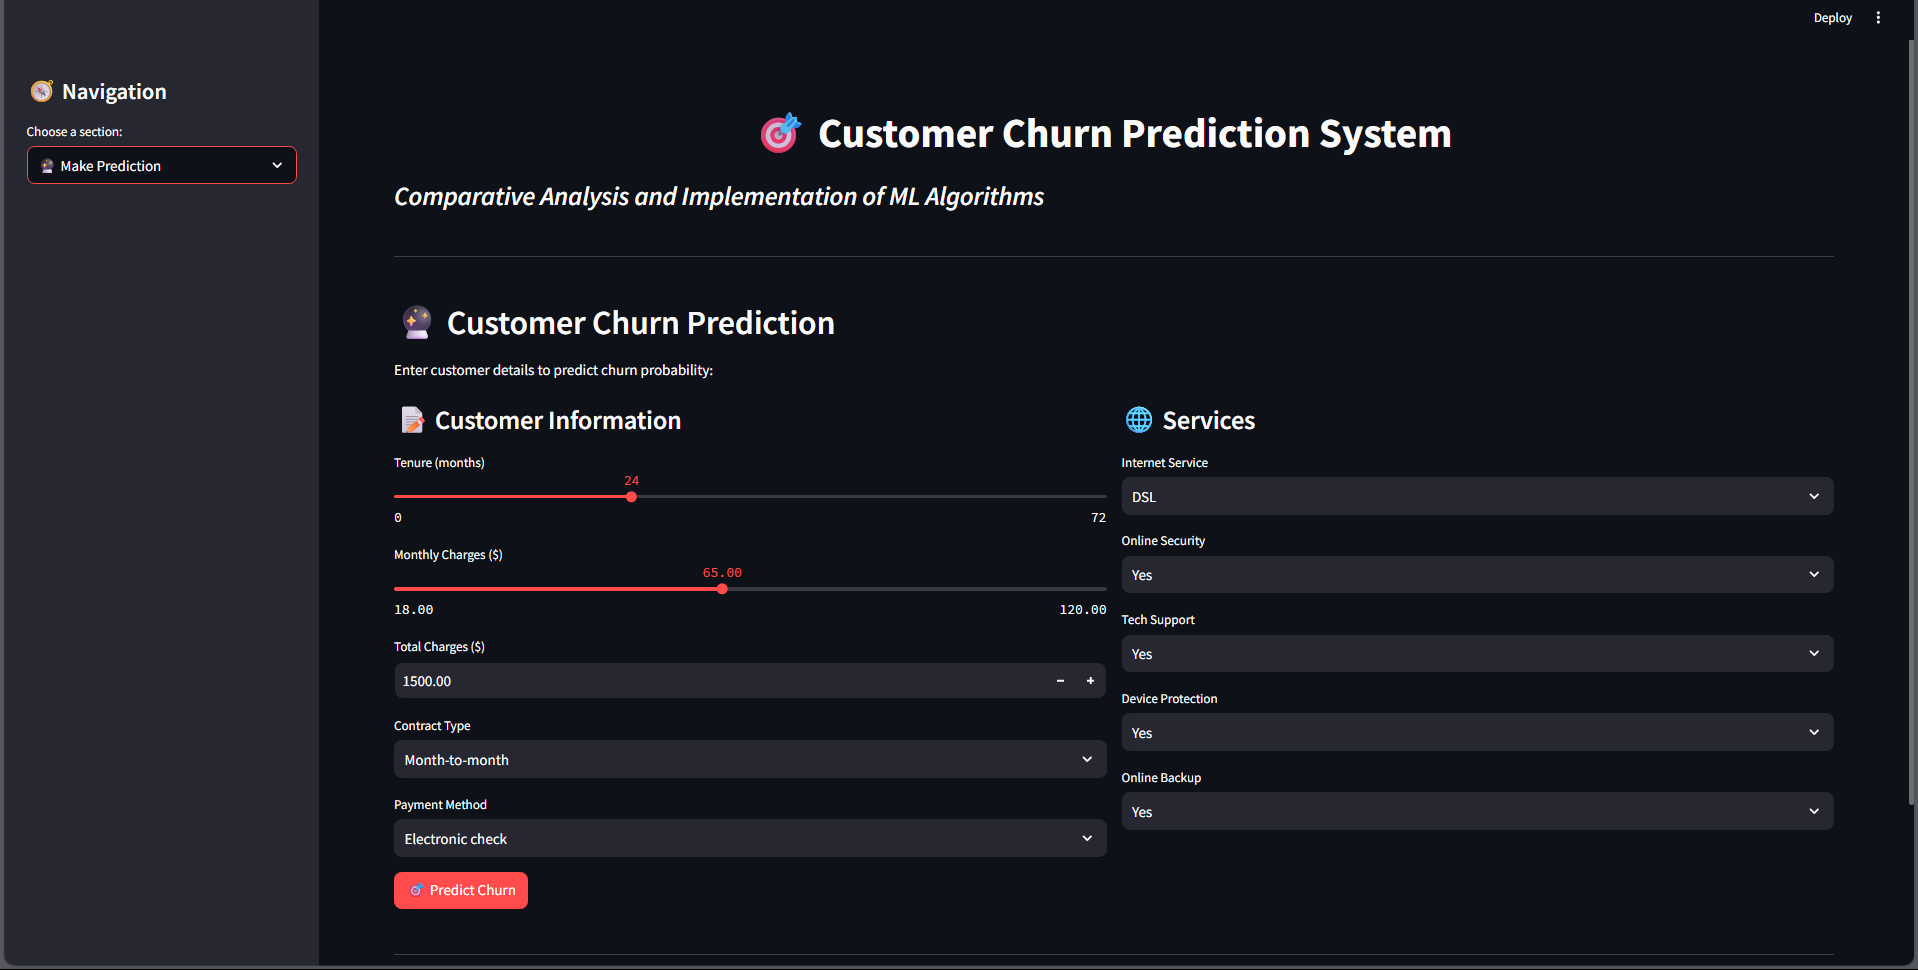 Deploy
Navigation
Choose a section:
Make Prediction
Customer Churn Prediction System
Comparative Analysis and Implementation of ML Algorithms
Customer Churn Prediction
Enter customer details to predict churn probability:
Customer Information
Tenure (months)
24
0
72
Monthly Charges ($)
65.00
18.00
120.00
Total Charges ($)
1500.00
Contract Type
Month-to-month
Payment Method
Electronic check
Predict Churn
Services
Internet Service
DSL
Online Security
Yes
Tech Support
Yes
Device Protection
Yes
Online Backup
Yes